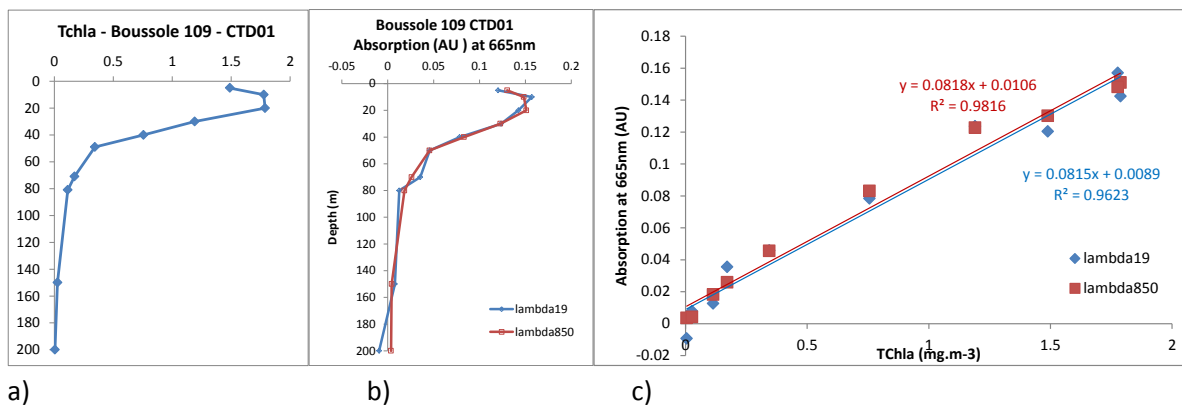 Tchla - Boussole 109 - CTD01
0 0.5 1 1.5 2
0
20
40
60
80
100
120
140
160
180
200
a)
Boussole 109 CTD01
Absorption (AU ) at 665nm
-0.05 0 0.05 0.1 0.15 0.2
0
20
40
60
80
100
120
140
160
180
200
Depth (m)
lambda19
lambda850
b)
0.16
0.14
0.12
0.1
0.08
0.06
0.04
0.02
0
-0.02
Absorption at 665nm (AU)
y = 0.0818x + 0.0106
R² = 0.9816
y = 0.0815x + 0.0089
R² = 0.9623
lambda19
lambda850
0 0.5 1 1.5 2
TChla (mg.m-3)
c)